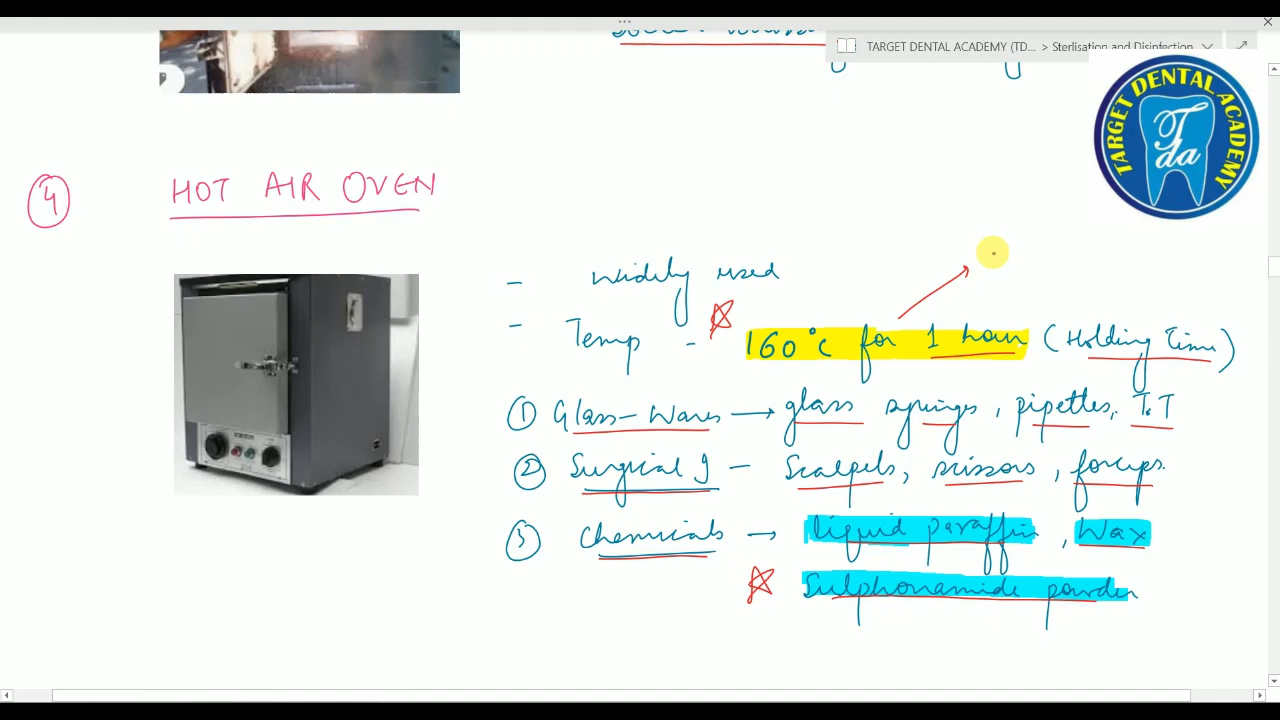 TARGET DENTAL ACADEMY (TD... > Sterlisation and Disinfection
TARGET DENTAL ACADEMY
Tda
4 HOT AIR OVEN
- Widely used
- Temp - 160°c for 1 hour (Holding Time)
① Glass-Wares → glass syringes, pipettes, T.T
② Surgical I - Scalpels, scissors, forceps.
③ Chemicals → liquid paraffin, Wax
Sulphonamide powder